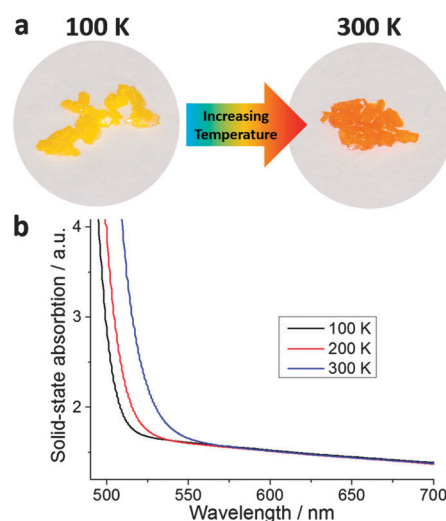 a
100 K
300 K
Increasing
Temperature
b
Solid-state absorbtion / a.u.
4
3
2
100 K
200 K
300 K
500
550
600
650
700
Wavelength / nm